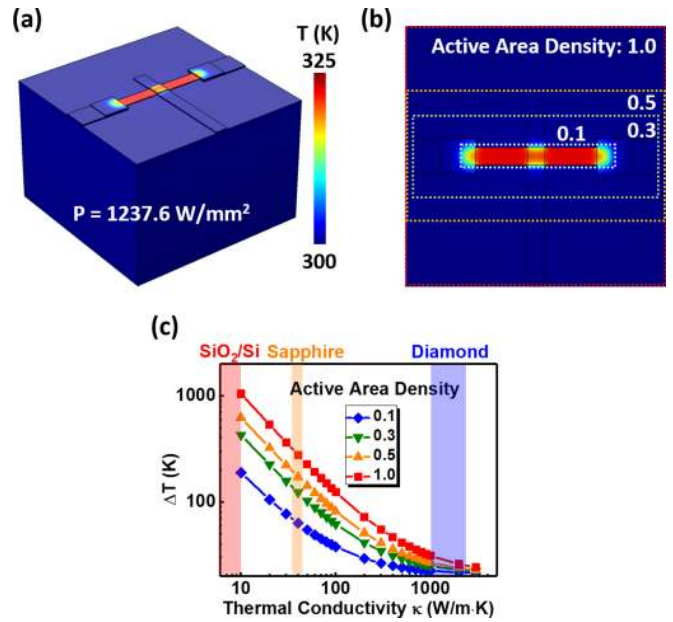 (a)
T (K)
325
300
P = 1237.6 W/mm²
(b)
Active Area Density: 1.0
0.5
0.3
0.1
(c)
SiO₂/Si Sapphire Diamond
Active Area Density
0.1
0.3
0.5
1.0
1000
100
ΔT (K)
10 100 1000
Thermal Conductivity κ (W/m·K)